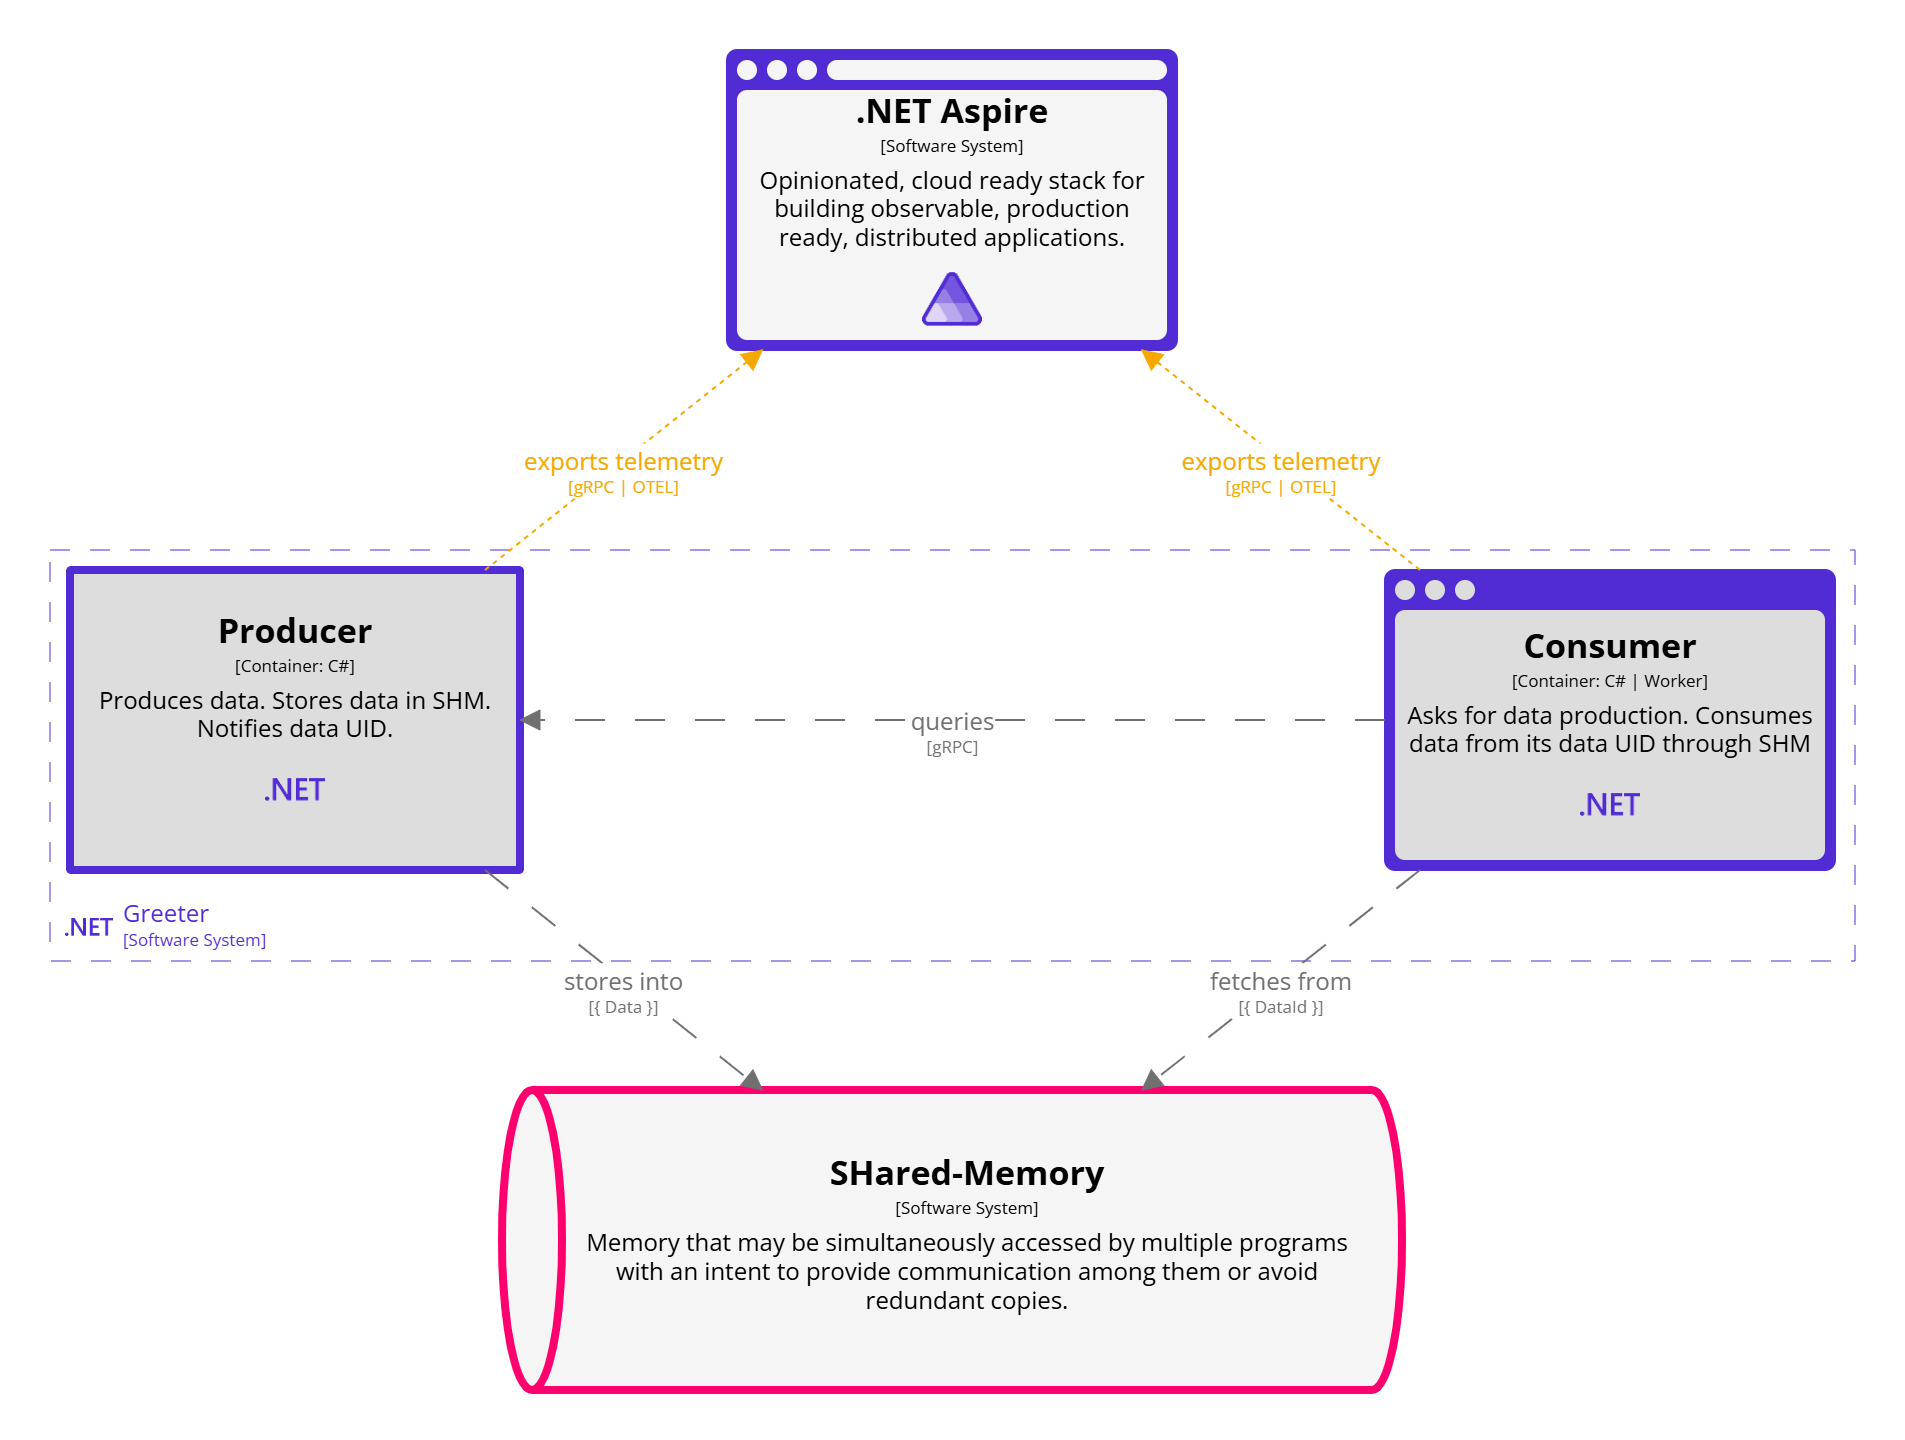 .NET Aspire
[Software System]
Opinionated, cloud ready stack for
building observable, production
ready, distributed applications.
exports telemetry
[gRPC | OTEL]
exports telemetry
[gRPC | OTEL]
Producer
[Container: C#]
Produces data. Stores data in SHM.
Notifies data UID.
.NET
queries
[gRPC]
Consumer
[Container: C# | Worker]
Asks for data production. Consumes
data from its data UID through SHM
.NET
.NET
Greeter
[Software System]
stores into
[{ Data }]
fetches from
[{ DataId }]
SHared-Memory
[Software System]
Memory that may be simultaneously accessed by multiple programs
with an intent to provide communication among them or avoid
redundant copies.